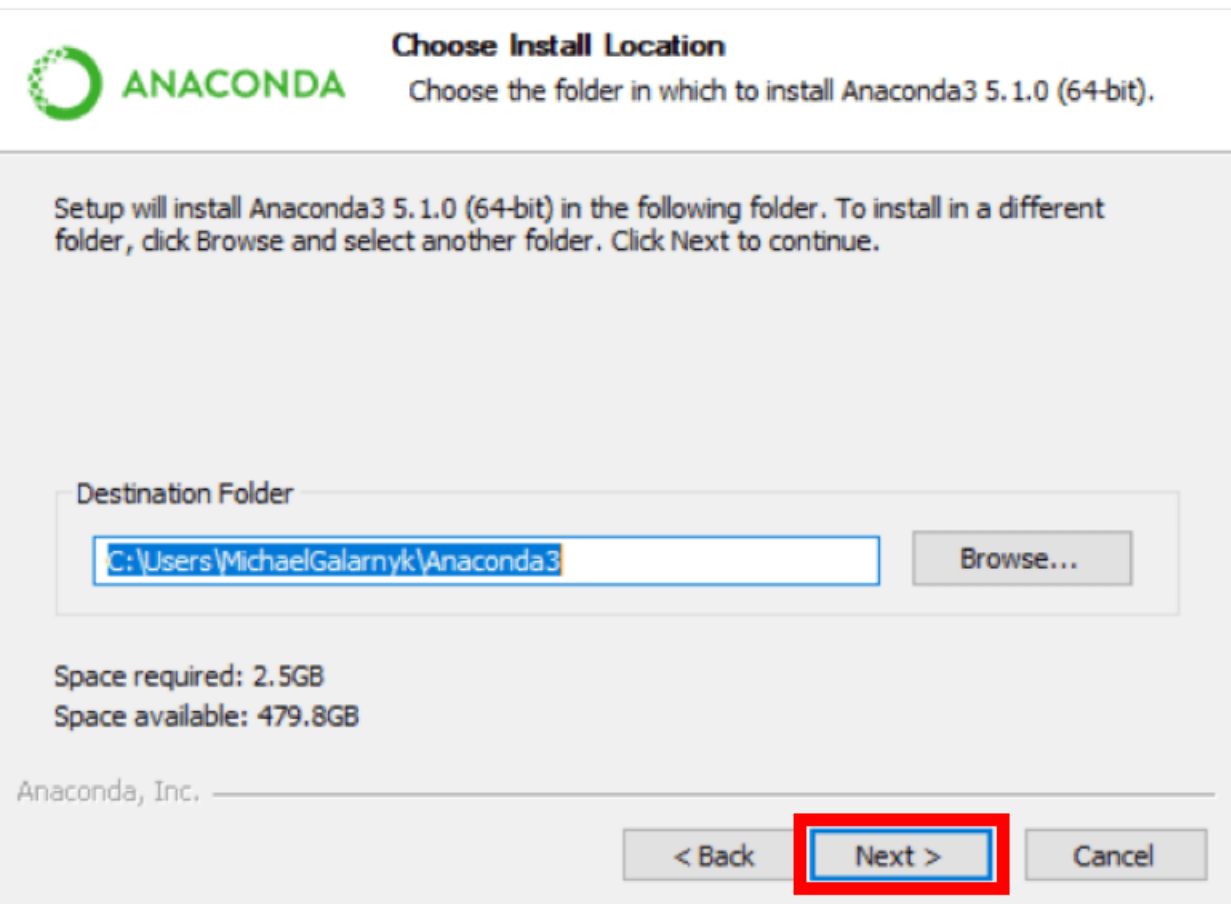 ANACONDA
Choose Install Location
Choose the folder in which to install Anaconda3 5.1.0 (64-bit).
Setup will install Anaconda3 5.1.0 (64-bit) in the following folder. To install in a different
folder, click Browse and select another folder. Click Next to continue.
Destination Folder
C:\Users\MichaelGalarnyk\Anaconda3
Browse...
Space required: 2.5GB
Space available: 479.8GB
Anaconda, Inc.
< Back
Next >
Cancel